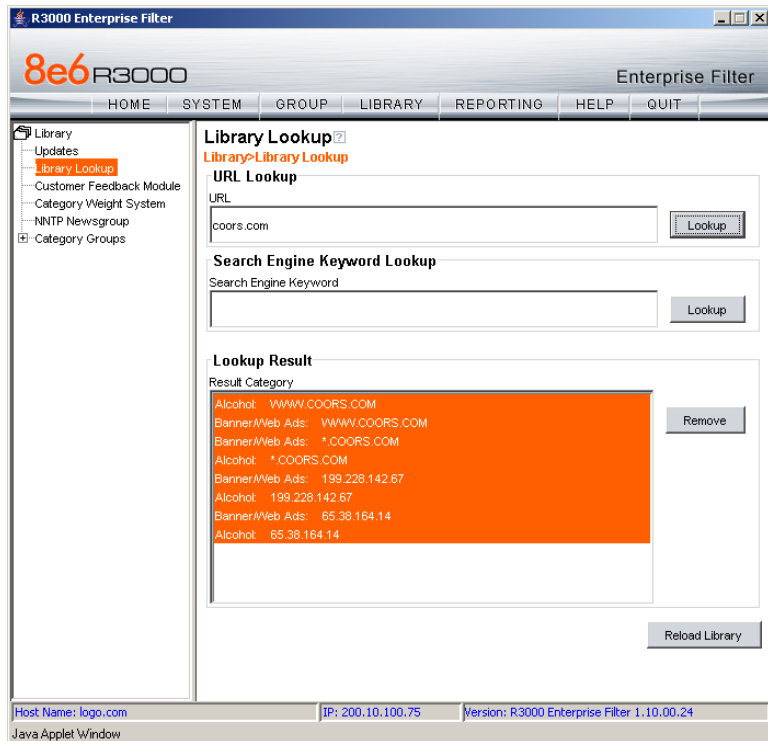 R3000 Enterprise Filter
8e6 R3000
Enterprise Filter
HOME SYSTEM GROUP LIBRARY REPORTING HELP QUIT
Library
Updates
Library Lookup
Customer Feedback Module
Category Weight System
NNTP Newsgroup
Category Groups
Library Lookup?
Library>Library Lookup
URL Lookup
URL
coors.com
Lookup
Search Engine Keyword Lookup
Search Engine Keyword
Lookup
Lookup Result
Result Category
Alcohol: WWW.COORS.COM
Banner/Web Ads: WWW.COORS.COM
Banner/Web Ads: *.COORS.COM
Alcohol: *.COORS.COM
Banner/Web Ads: 199.228.142.67
Alcohol: 199.228.142.67
Banner/Web Ads: 65.38.164.14
Alcohol: 65.38.164.14
Remove
Reload Library
Host Name: logo.com
IP: 200.10.100.75
Version: R3000 Enterprise Filter 1.10.00.24
Java Applet Window